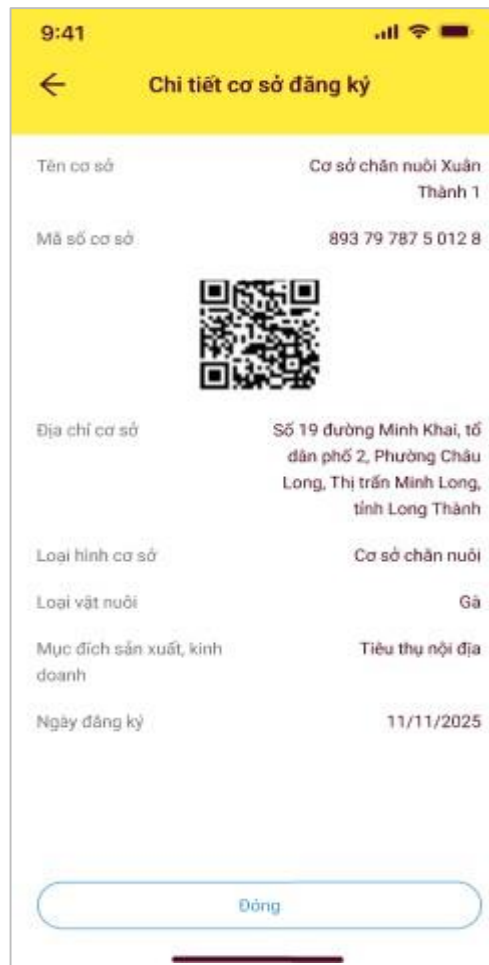 9:41
Chi tiết cơ sở đăng ký
Tên cơ sở
Cơ sở chăn nuôi Xuân
Thành 1
Mã số cơ sở
893 79 787 5 012 8
Địa chỉ cơ sở
Số 19 đường Minh Khai, tổ
dân phố 2, Phường Châu
Long, Thị trấn Minh Long,
tỉnh Long Thành
Loại hình cơ sở
Cơ sở chăn nuôi
Loại vật nuôi
Gà
Mục đích sản xuất, kinh
doanh
Tiêu thụ nội địa
Ngày đăng ký
11/11/2025
Đóng